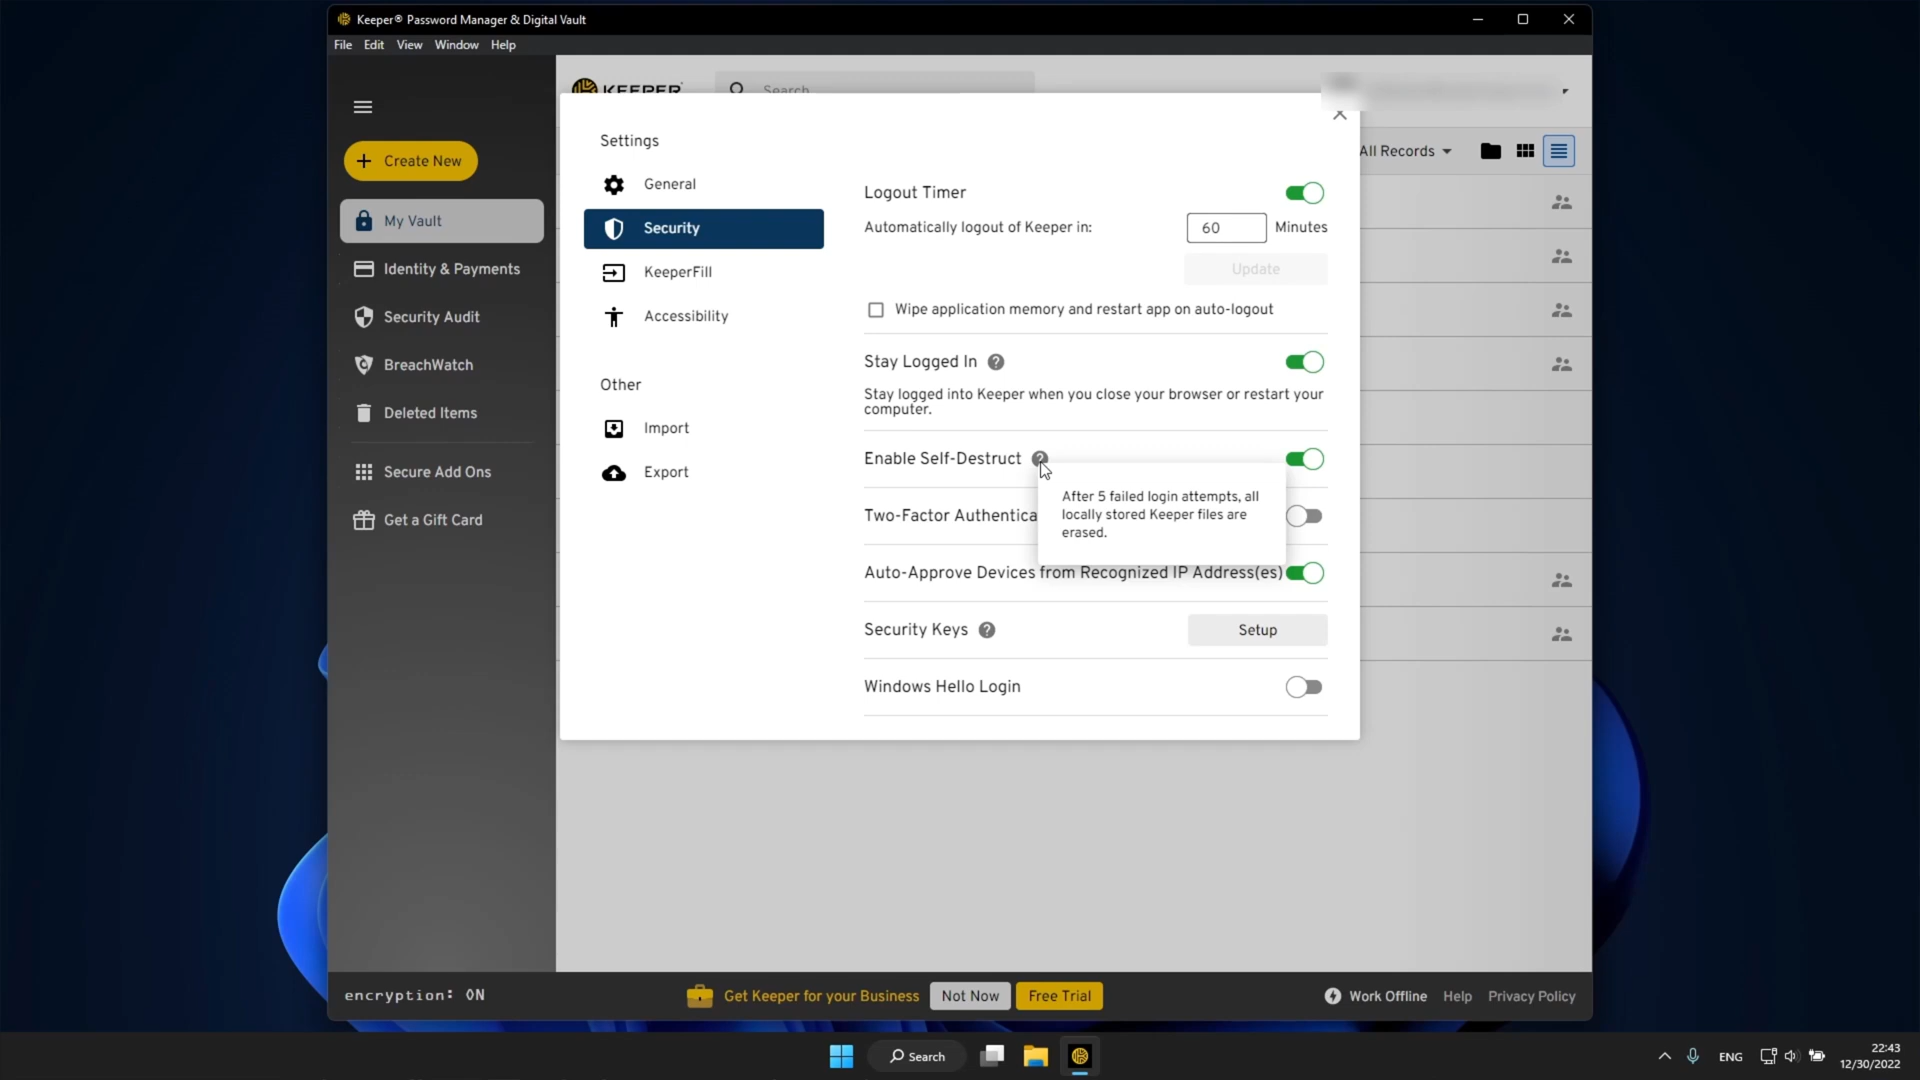 Keeper® Password Manager & Digital Vault
File Edit View Window Help
KEEPER
Search
Create New
My Vault
Identity & Payments
Security Audit
BreachWatch
Deleted Items
Secure Add Ons
Get a Gift Card
All Records
Settings
General
Security
KeeperFill
Accessibility
Other
Import
Export
Logout Timer
Automatically logout of Keeper in:
60
Minutes
Update
Wipe application memory and restart app on auto-logout
Stay Logged In
Stay logged into Keeper when you close your browser or restart your
computer.
Enable Self-Destruct
After 5 failed login attempts, all
locally stored Keeper files are
erased.
Two-Factor Authentica
Auto-Approve Devices from Recognized IP Address(es)
Security Keys
Setup
Windows Hello Login
encryption: ON
Get Keeper for your Business
Not Now
Free Trial
Work Offline
Help
Privacy Policy
Search
ENG
22:43
12/30/2022